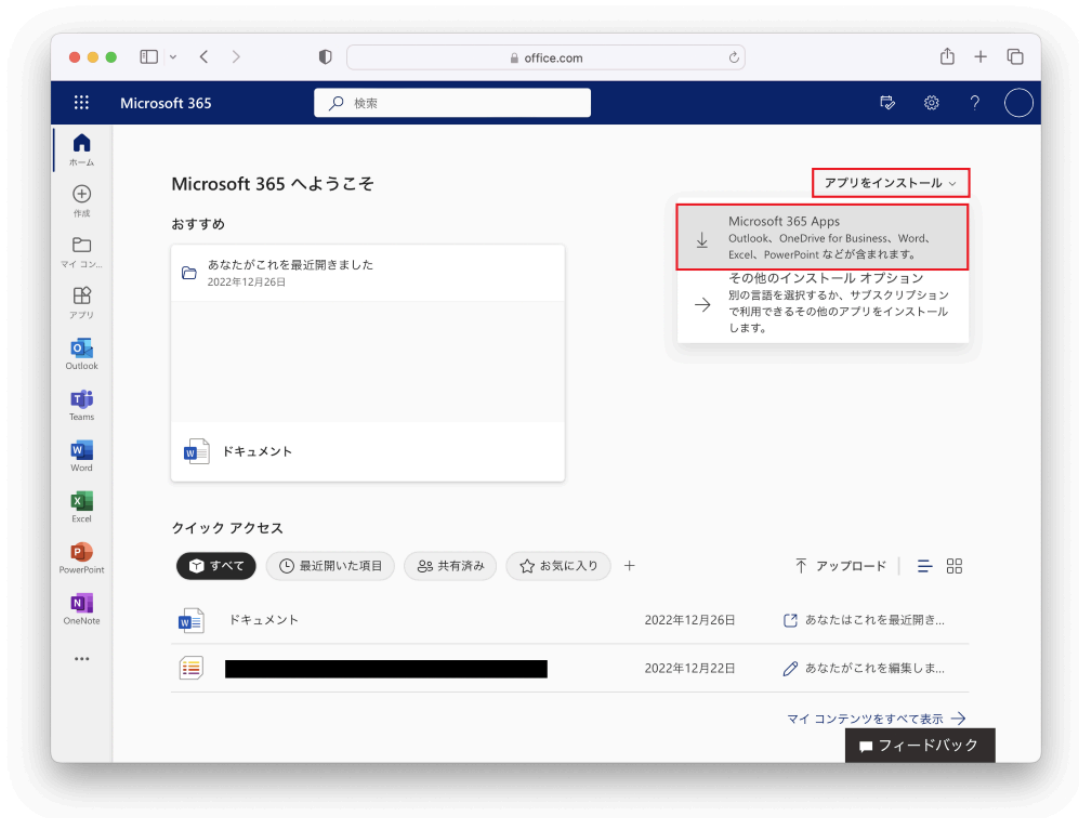 office.com
Microsoft 365
検索
ホーム
作成
マイ コン...
アプリ
Outlook
Teams
Word
Excel
PowerPoint
OneNote
Microsoft 365 へようこそ
アプリをインストール
Microsoft 365 Apps
Outlook、OneDrive for Business、Word、
Excel、PowerPoint などが含まれます。
その他のインストール オプション
別の言語を選択するか、サブスクリプション
で利用できるその他のアプリをインストール
します。
おすすめ
あなたがこれを最近開きました
2022年12月26日
ドキュメント
クイック アクセス
すべて
最近開いた項目
共有済み
お気に入り
アップロード
ドキュメント 2022年12月26日 あなたはこれを最近開き...
2022年12月22日 あなたがこれを編集しま...
マイ コンテンツをすべて表示
フィードバック